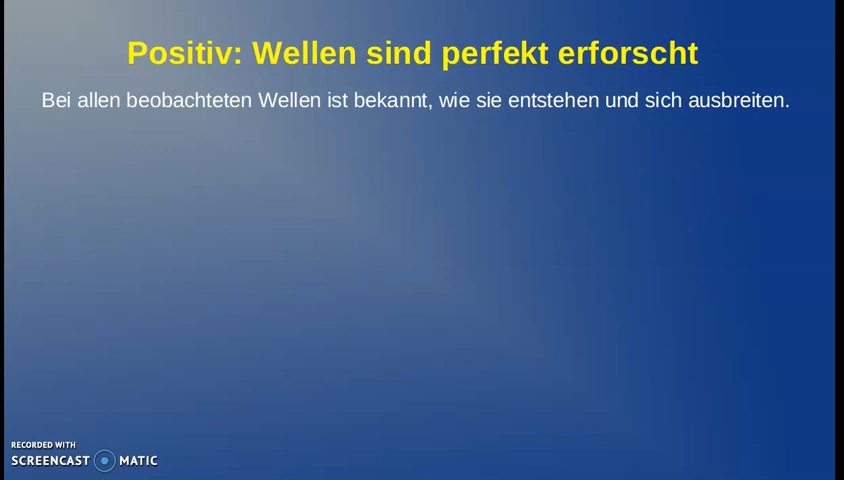 Positiv: Wellen sind perfekt erforscht
Bei allen beobachteten Wellen ist bekannt, wie sie entstehen und sich ausbreiten.
RECORDED WITH
SCREENCAST MATIC